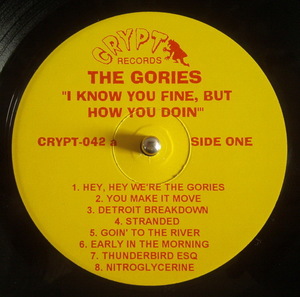 CRYPT
RECORDS
THE GORIES
"I KNOW YOU FINE, BUT
HOW YOU DOIN'"
CRYPT-042 a SIDE ONE
1. HEY, HEY WE'RE THE GORIES
2. YOU MAKE IT MOVE
3. DETROIT BREAKDOWN
4. STRANDED
5. GOIN' TO THE RIVER
6. EARLY IN THE MORNING
7. THUNDERBIRD ESQ
8. NITROGLYCERINE